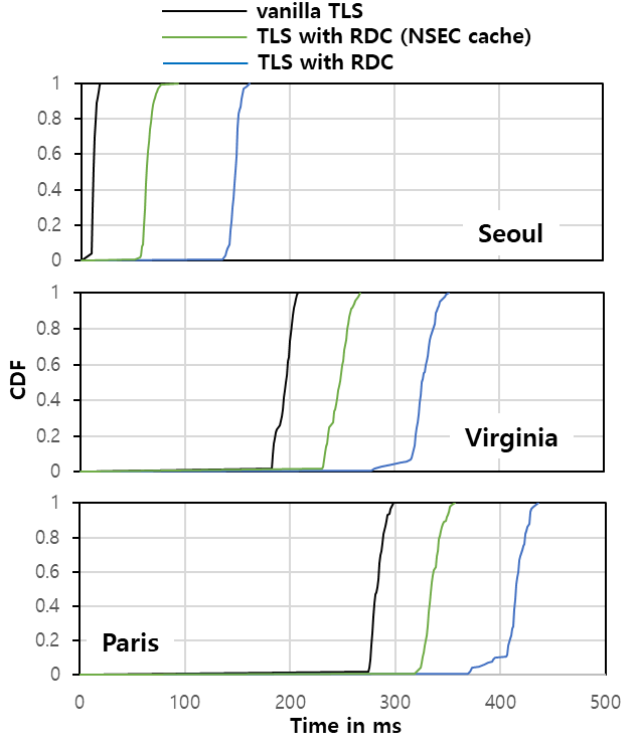 vanilla TLS
TLS with RDC (NSEC cache)
TLS with RDC
1
0.8
0.6
0.4
0.2
0
Seoul
1
0.8
0.6
0.4
0.2
0
Virginia
CDF
1
0.8
0.6
0.4
0.2
0
Paris
0 100 200 300 400 500
Time in ms